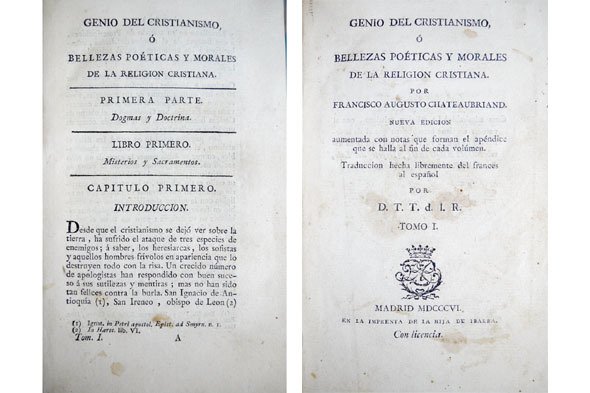 GENIO DEL CRISTIANISMO,
Ó
BELLEZAS POÉTICAS Y MORALES
DE LA RELIGION CRISTIANA.
PRIMERA PARTE.
Dogmas y Doctrina.
LIBRO PRIMERO.
Misterios y Sacramentos.
CAPITULO PRIMERO.
INTRODUCCION.
Desde que el cristianismo se dejó ver sobre la
tierra, ha sufrido el ataque de tres especies de
enemigos; á saber, los heresiarcas, los sofistas
y aquellos hombres frívolos en apariencia que lo
destruyen todo con la risa. Un crecido número
de apologistas han respondido con buen suce-
so á sus sutilezas y mentiras; mas no han sido
tan felices contra la burla. San Ignacio de An-
tioquía (1), San Ireneo, obispo de Leon (2)
(1) Ignat. in Patri apostol. Epist. ad Smyrn. n. 1.
(2) In Hæres. lib. VI.
Tom. I. A
GENIO DEL CRISTIANISMO,
Ó
BELLEZAS POÉTICAS Y MORALES
DE LA RELIGION CRISTIANA.
POR
FRANCISCO AUGUSTO CHATEAUBRIAND.
NUEVA EDICION
aumentada con notas que forman el apéndice
que se halla al fin de cada volúmen.
Traduccion hecha libremente del frances
al español
POR
D. T. T. d. l. R.
TOMO I.
MADRID MDCCCVI.
EN LA IMPRENTA DE LA HIJA DE IBARRA.
Con licencia.